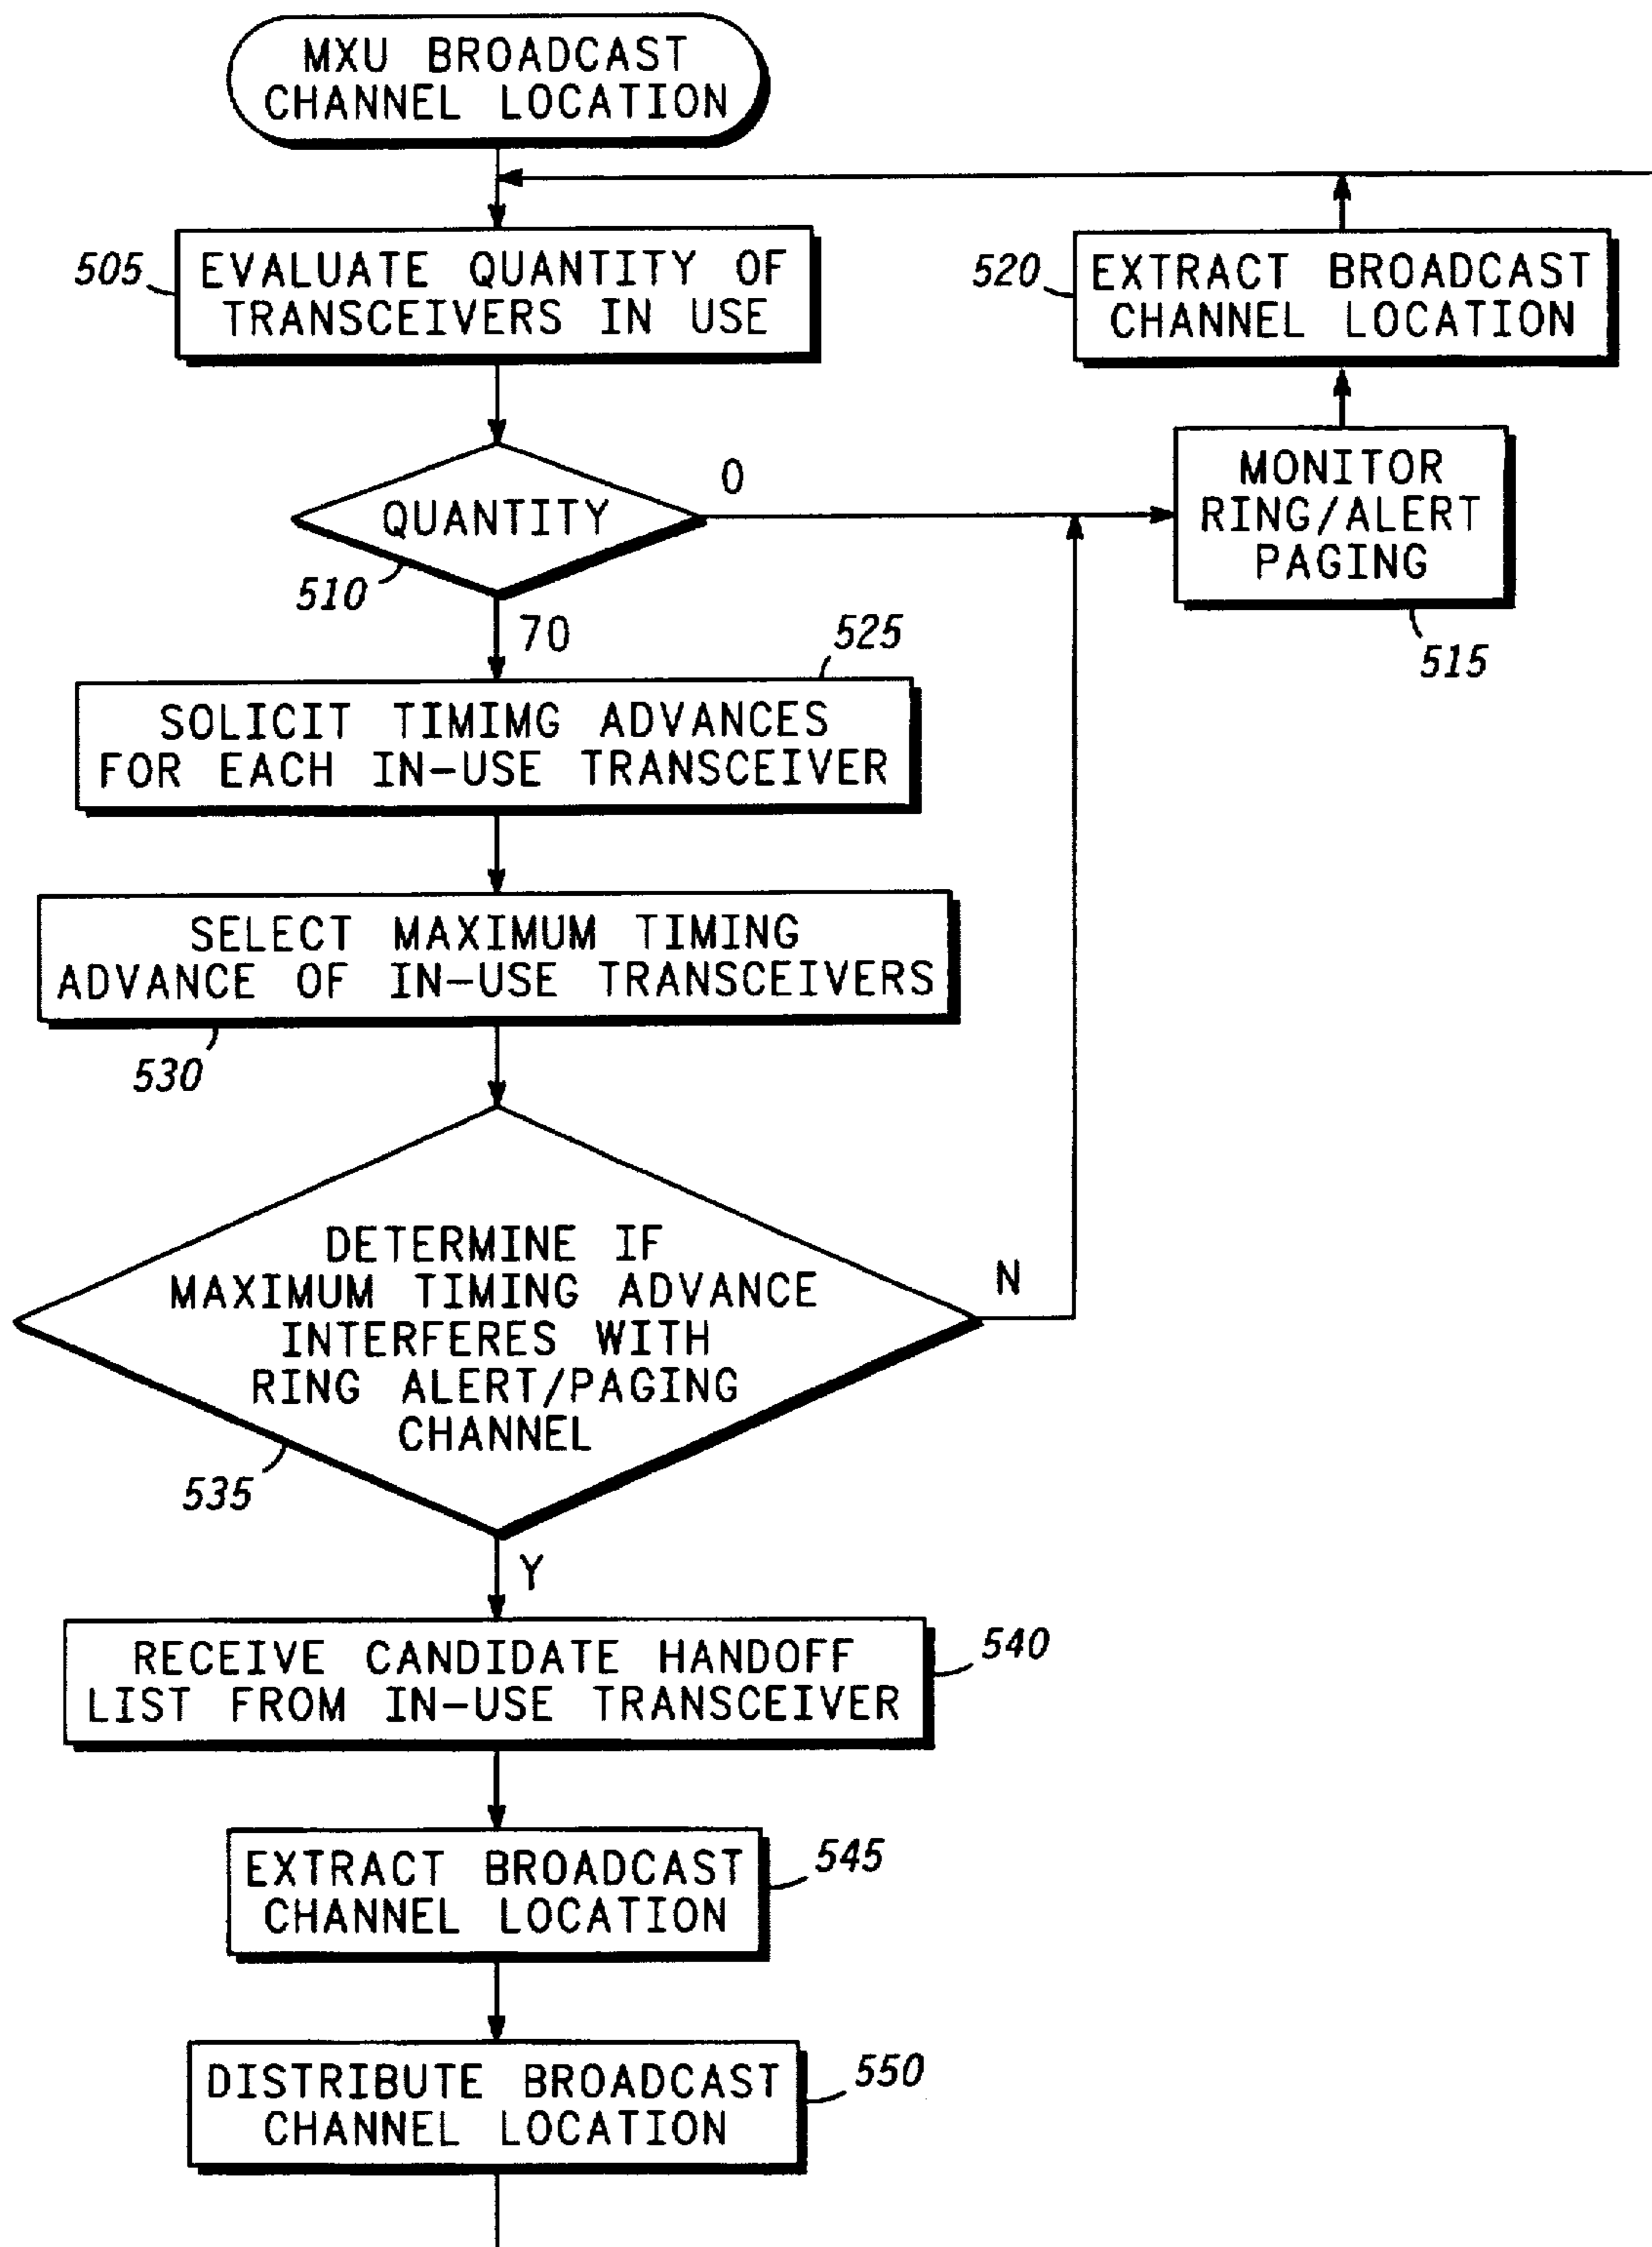 MXU BROADCAST
CHANNEL LOCATION
505
EVALUATE QUANTITY OF
TRANSCEIVERS IN USE
520
EXTRACT BROADCAST
CHANNEL LOCATION
QUANTITY
0
510
MONITOR
RING/ALERT
PAGING
515
70
525
SOLICIT TIMIMG ADVANCES
FOR EACH IN-USE TRANSCEIVER
SELECT MAXIMUM TIMING
ADVANCE OF IN-USE TRANSCEIVERS
530
DETERMINE IF
MAXIMUM TIMING ADVANCE
INTERFERES WITH
RING ALERT/PAGING
CHANNEL
N
535
Y
RECEIVE CANDIDATE HANDOFF
LIST FROM IN-USE TRANSCEIVER
540
EXTRACT BROADCAST
CHANNEL LOCATION
545
DISTRIBUTE BROADCAST
CHANNEL LOCATION
550